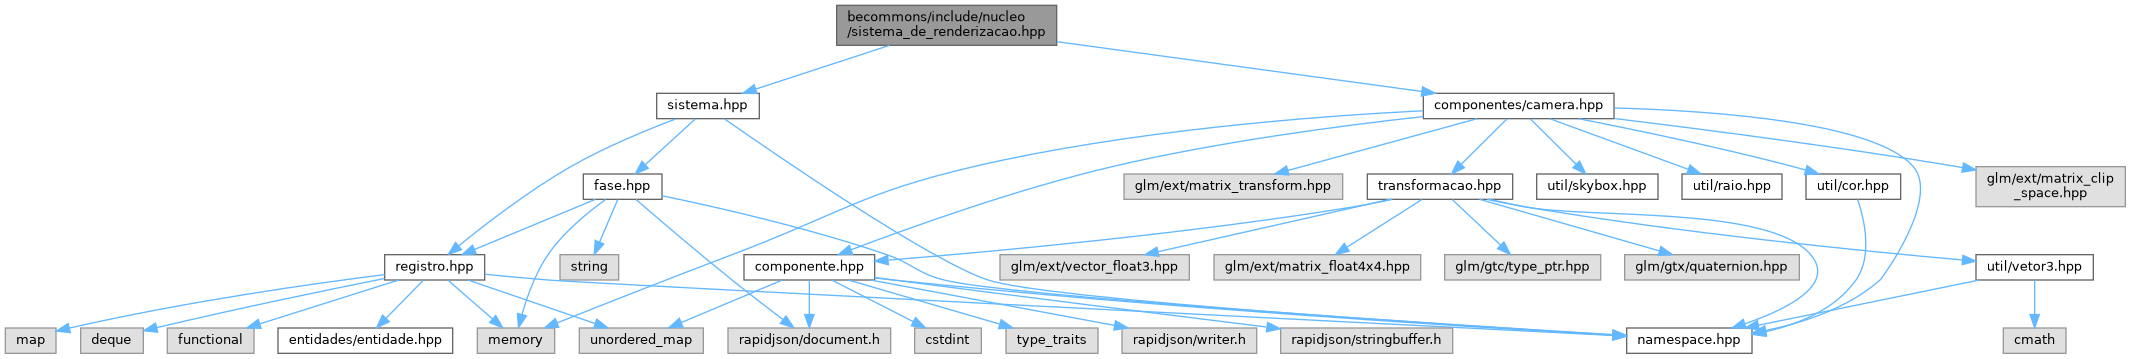 becommons/include/nucleo
/sistema_de_renderizacao.hpp
sistema.hpp
componentes/camera.hpp
fase.hpp
glm/ext/matrix_transform.hpp
transformacao.hpp
util/skybox.hpp
util/raio.hpp
util/cor.hpp
glm/ext/matrix_clip
_space.hpp
registro.hpp
string
componente.hpp
glm/ext/vector_float3.hpp
glm/ext/matrix_float4x4.hpp
glm/gtc/type_ptr.hpp
glm/gtx/quaternion.hpp
util/vetor3.hpp
map
deque
functional
entidades/entidade.hpp
memory
unordered_map
rapidjson/document.h
cstdint
type_traits
rapidjson/writer.h
rapidjson/stringbuffer.h
namespace.hpp
cmath